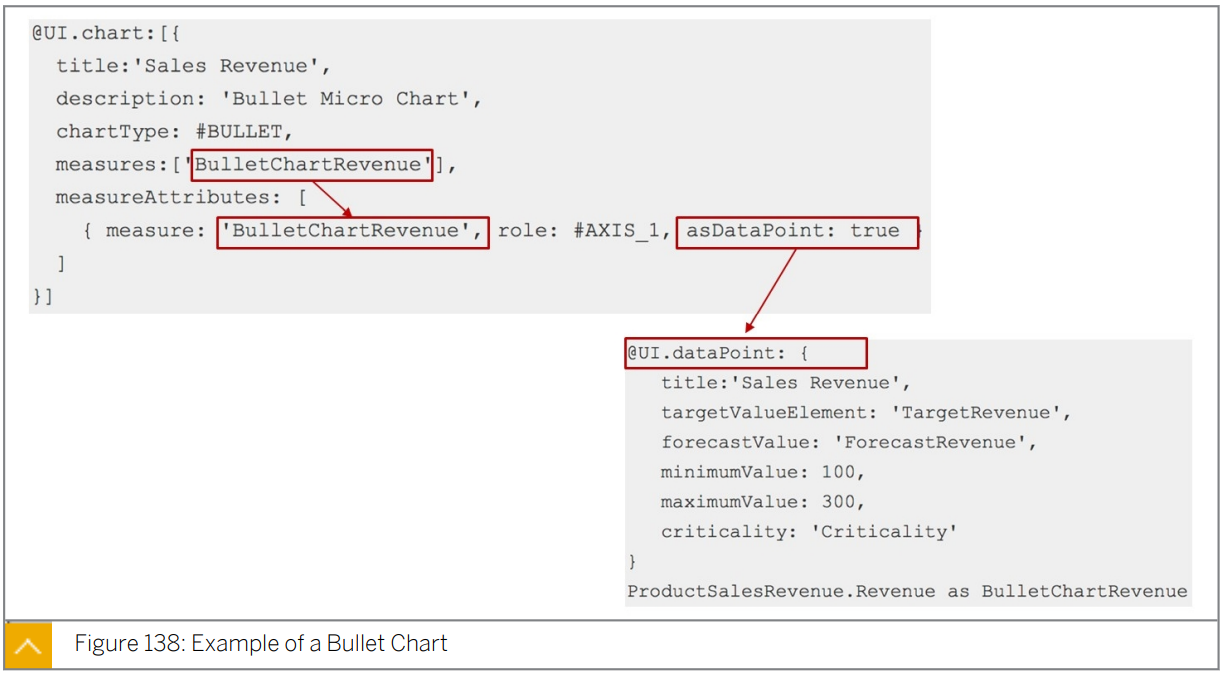 @UI.chart:[{
title:'Sales Revenue',
description: 'Bullet Micro Chart',
chartType: #BULLET,
measures:['BulletChartRevenue'],
measureAttributes: [
{ measure: 'BulletChartRevenue', role: #AXIS_1, asDataPoint: true }
]
}]
@UI.dataPoint: {
title:'Sales Revenue',
targetValueElement: 'TargetRevenue',
forecastValue: 'ForecastRevenue',
minimumValue: 100,
maximumValue: 300,
criticality: 'Criticality'
}
ProductSalesRevenue.Revenue as BulletChartRevenue
Figure 138: Example of a Bullet Chart